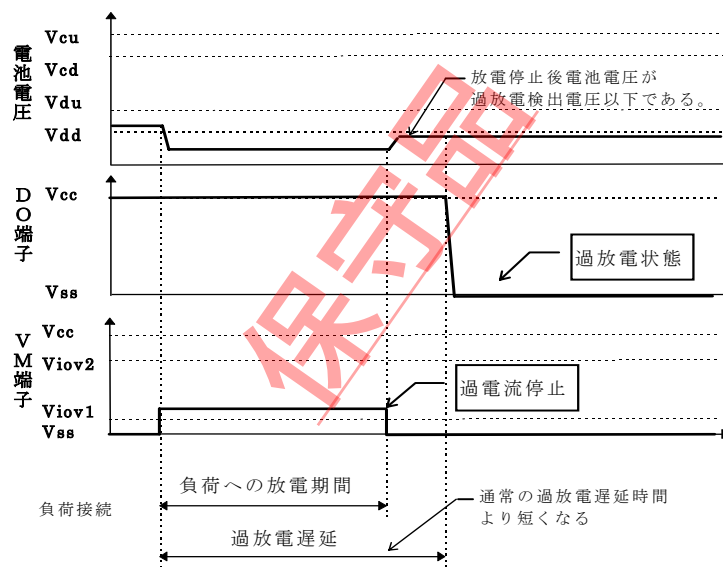 電池電圧
Vcu
Vcd
Vdu
Vdd
放電停止後電池電圧が
過放電検出電圧以下である。
DO端子
Vcc
Vss
過放電状態
VM端子
Vcc
Viov2
Viov1
Vss
過電流停止
負荷接続
負荷への放電期間
過放電遅延
通常の過放電遅延時間
より短くなる
保守品